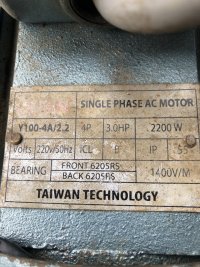 SINGLE PHASE AC MOTOR
Y100-4A/2.2 4P 3.0HP 2200 W
Volts 220v/50Hz ICL B IP
BEARING FRONT 6205RS 1400V/M
BACK 6205RS
TAIWAN TECHNOLOGY